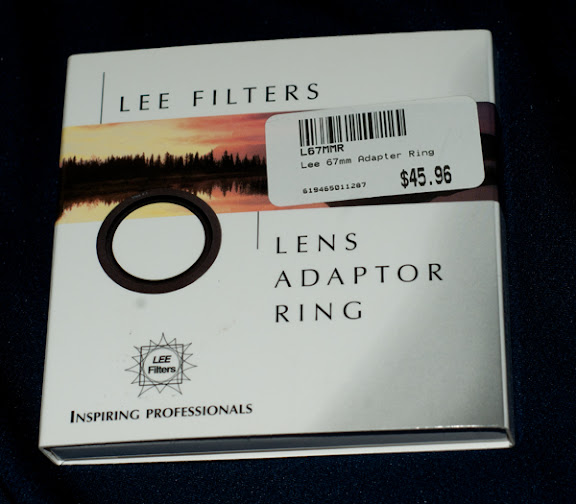 LEE FILTERS
L67MMR
Lee 67mm Adapter Ring
619465011287
$45.96
LENS
ADAPTOR
RING
LEE
Filters
INSPIRING PROFESSIONALS